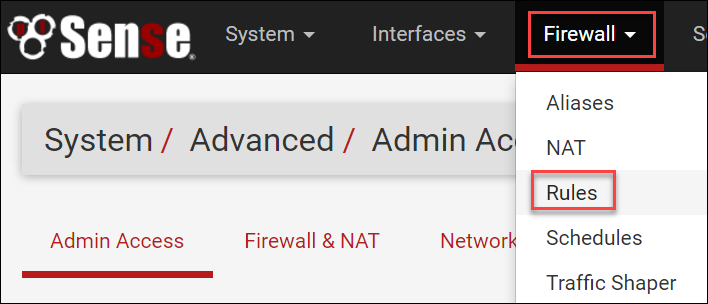 Sense® System Interfaces Firewall
Aliases
System / Advanced / Admin Ac
NAT
Rules
Admin Access Firewall & NAT Network
Schedules
Traffic Shaper